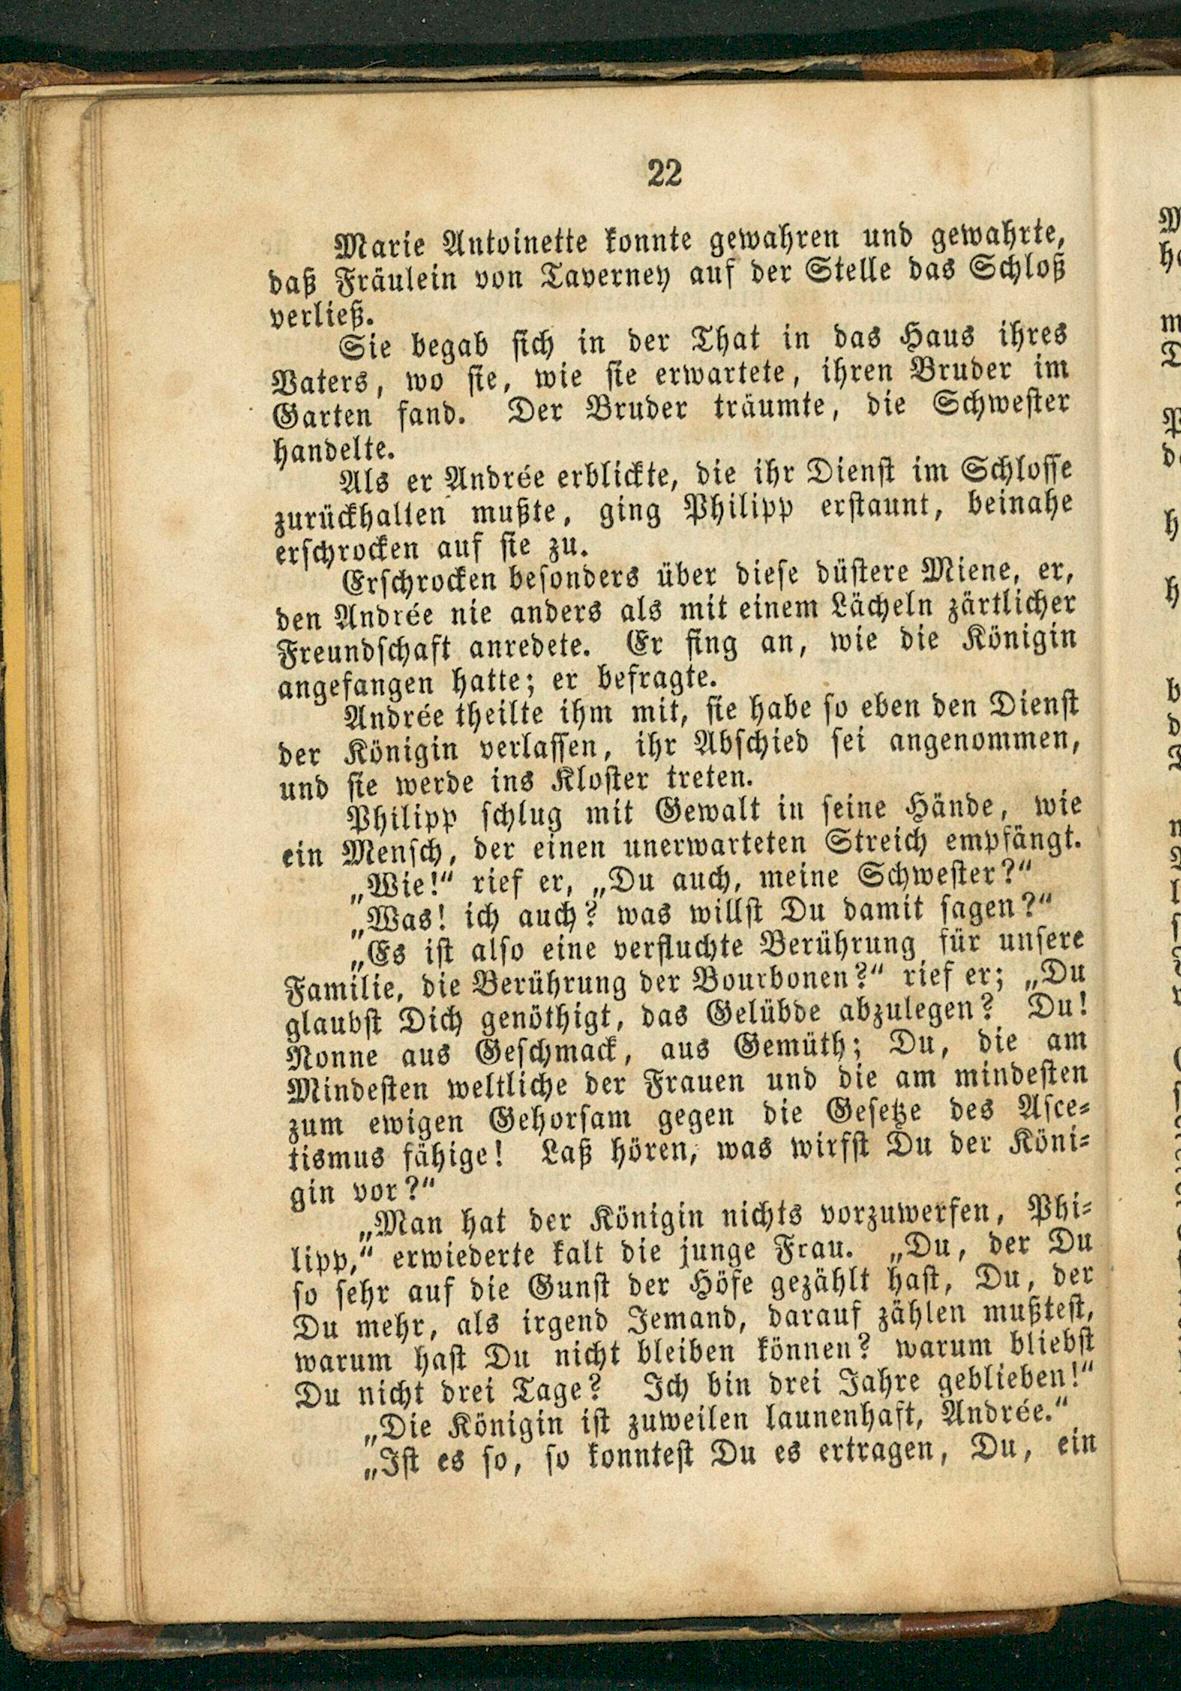 22
Marie Antoinette konnte gewahren und gewahrte,
daß Fräulein von Taverney auf der Stelle das Schloß
verließ.
Sie begab sich in der That in das Haus ihres
Vaters, wo sie, wie sie erwartete, ihren Bruder im
Garten fand. Der Bruder träumte, die Schwester
handelte.
Als er Andrée erblickte, die ihr Dienst im Schlosse
zurückhalten mußte, ging Philipp erstaunt, beinahe
erschrocken auf sie zu.
Erschrocken besonders über diese düstere Miene, er,
den Andrée nie anders als mit einem Lächeln zärtlicher
Freundschaft anredete. Er fing an, wie die Königin
angefangen hatte; er befragte.
Andrée theilte ihm mit, sie habe so eben den Dienst
der Königin verlassen, ihr Abschied sei angenommen,
und sie werde ins Kloster treten.
Philipp schlug mit Gewalt in seine Hände, wie
ein Mensch, der einen unerwarteten Streich empfängt.
„Wie!“ rief er, „Du auch, meine Schwester?“
„Was! ich auch? was willst Du damit sagen?“
„Es ist also eine verfluchte Berührung für unsere
Familie, die Berührung der Bourbonen?“ rief er; „Du
glaubst Dich genöthigt, das Gelübde abzulegen? Du!
Nonne aus Geschmack, aus Gemüth; Du, die am
Mindesten weltliche der Frauen und die am mindesten
zum ewigen Gehorsam gegen die Gesetze des Asce-
tismus fähige! Laß hören, was wirfst Du der Köni-
gin vor?“
„Man hat der Königin nichts vorzuwerfen, Phi-
lipp,“ erwiederte kalt die junge Frau. „Du, der Du
so sehr auf die Gunst der Höfe gezählt hast, Du, der
Du mehr, als irgend Jemand, darauf zählen mußtest,
warum hast Du nicht bleiben können? warum bliebst
Du nicht drei Tage? Ich bin drei Jahre geblieben!“
„Die Königin ist zuweilen launenhaft, Andrée.“
„Ist es so, so konntest Du es ertragen, Du, ein